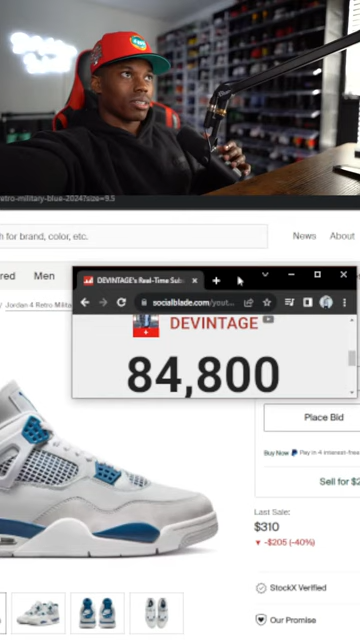 etro-military-blue-2024?size=9.5
h for brand, color, etc.
News About
red Men
/ Jordan 4 Retro Milita
DEVINTAGE's Real-Time Sub
socialblade.com/yout...
DEVINTAGE
84,800
Place Bid
Buy Now. Pay in 4 interest-free
Sell for $2
Last Sale:
$310
▼ -$205 (-40%)
StockX Verified
Our Promise